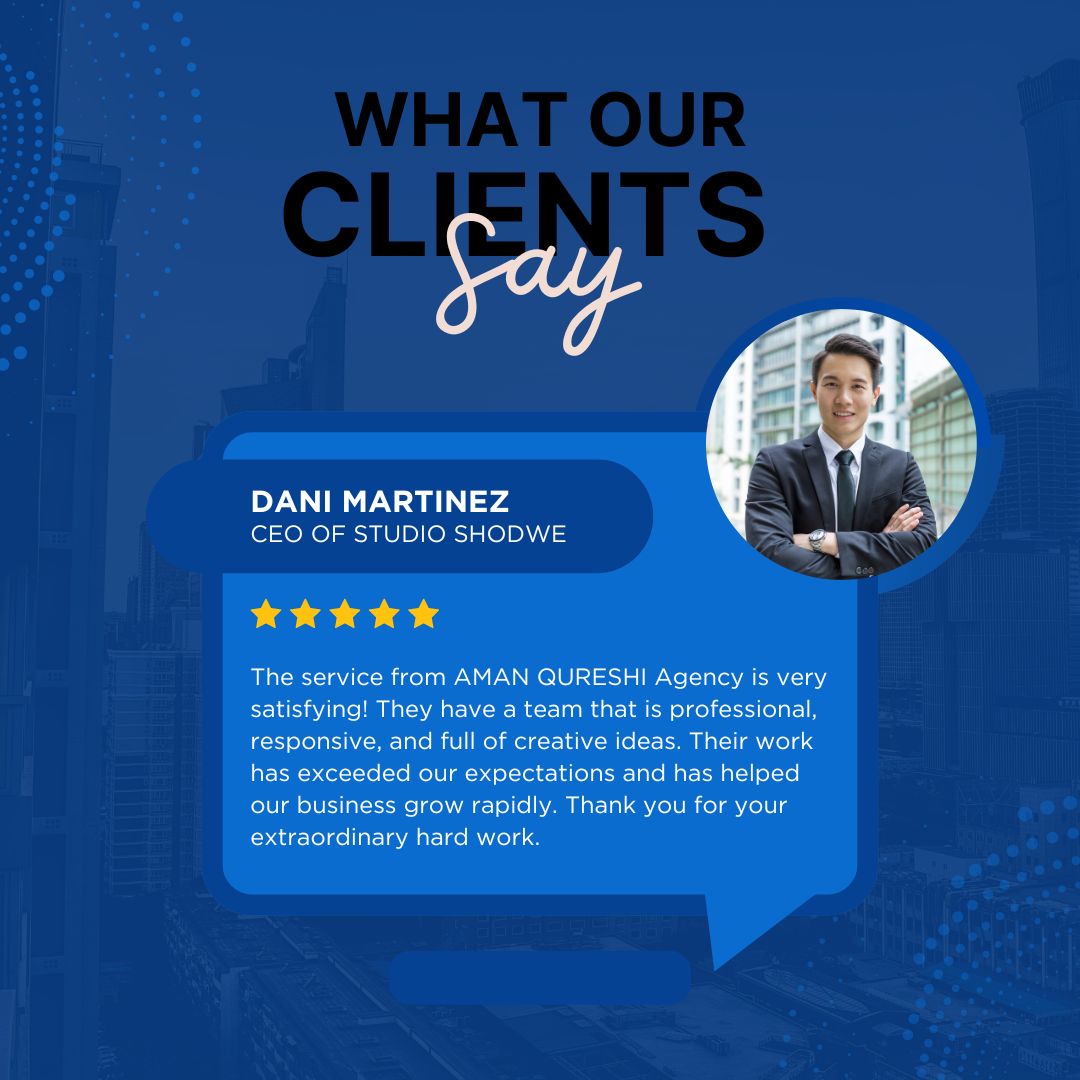 WHAT OUR
CLIENTS
Say
DANI MARTINEZ
CEO OF STUDIO SHODWE
The service from AMAN QURESHI Agency is very
satisfying! They have a team that is professional,
responsive, and full of creative ideas. Their work
has exceeded our expectations and has helped
our business grow rapidly. Thank you for your
extraordinary hard work.